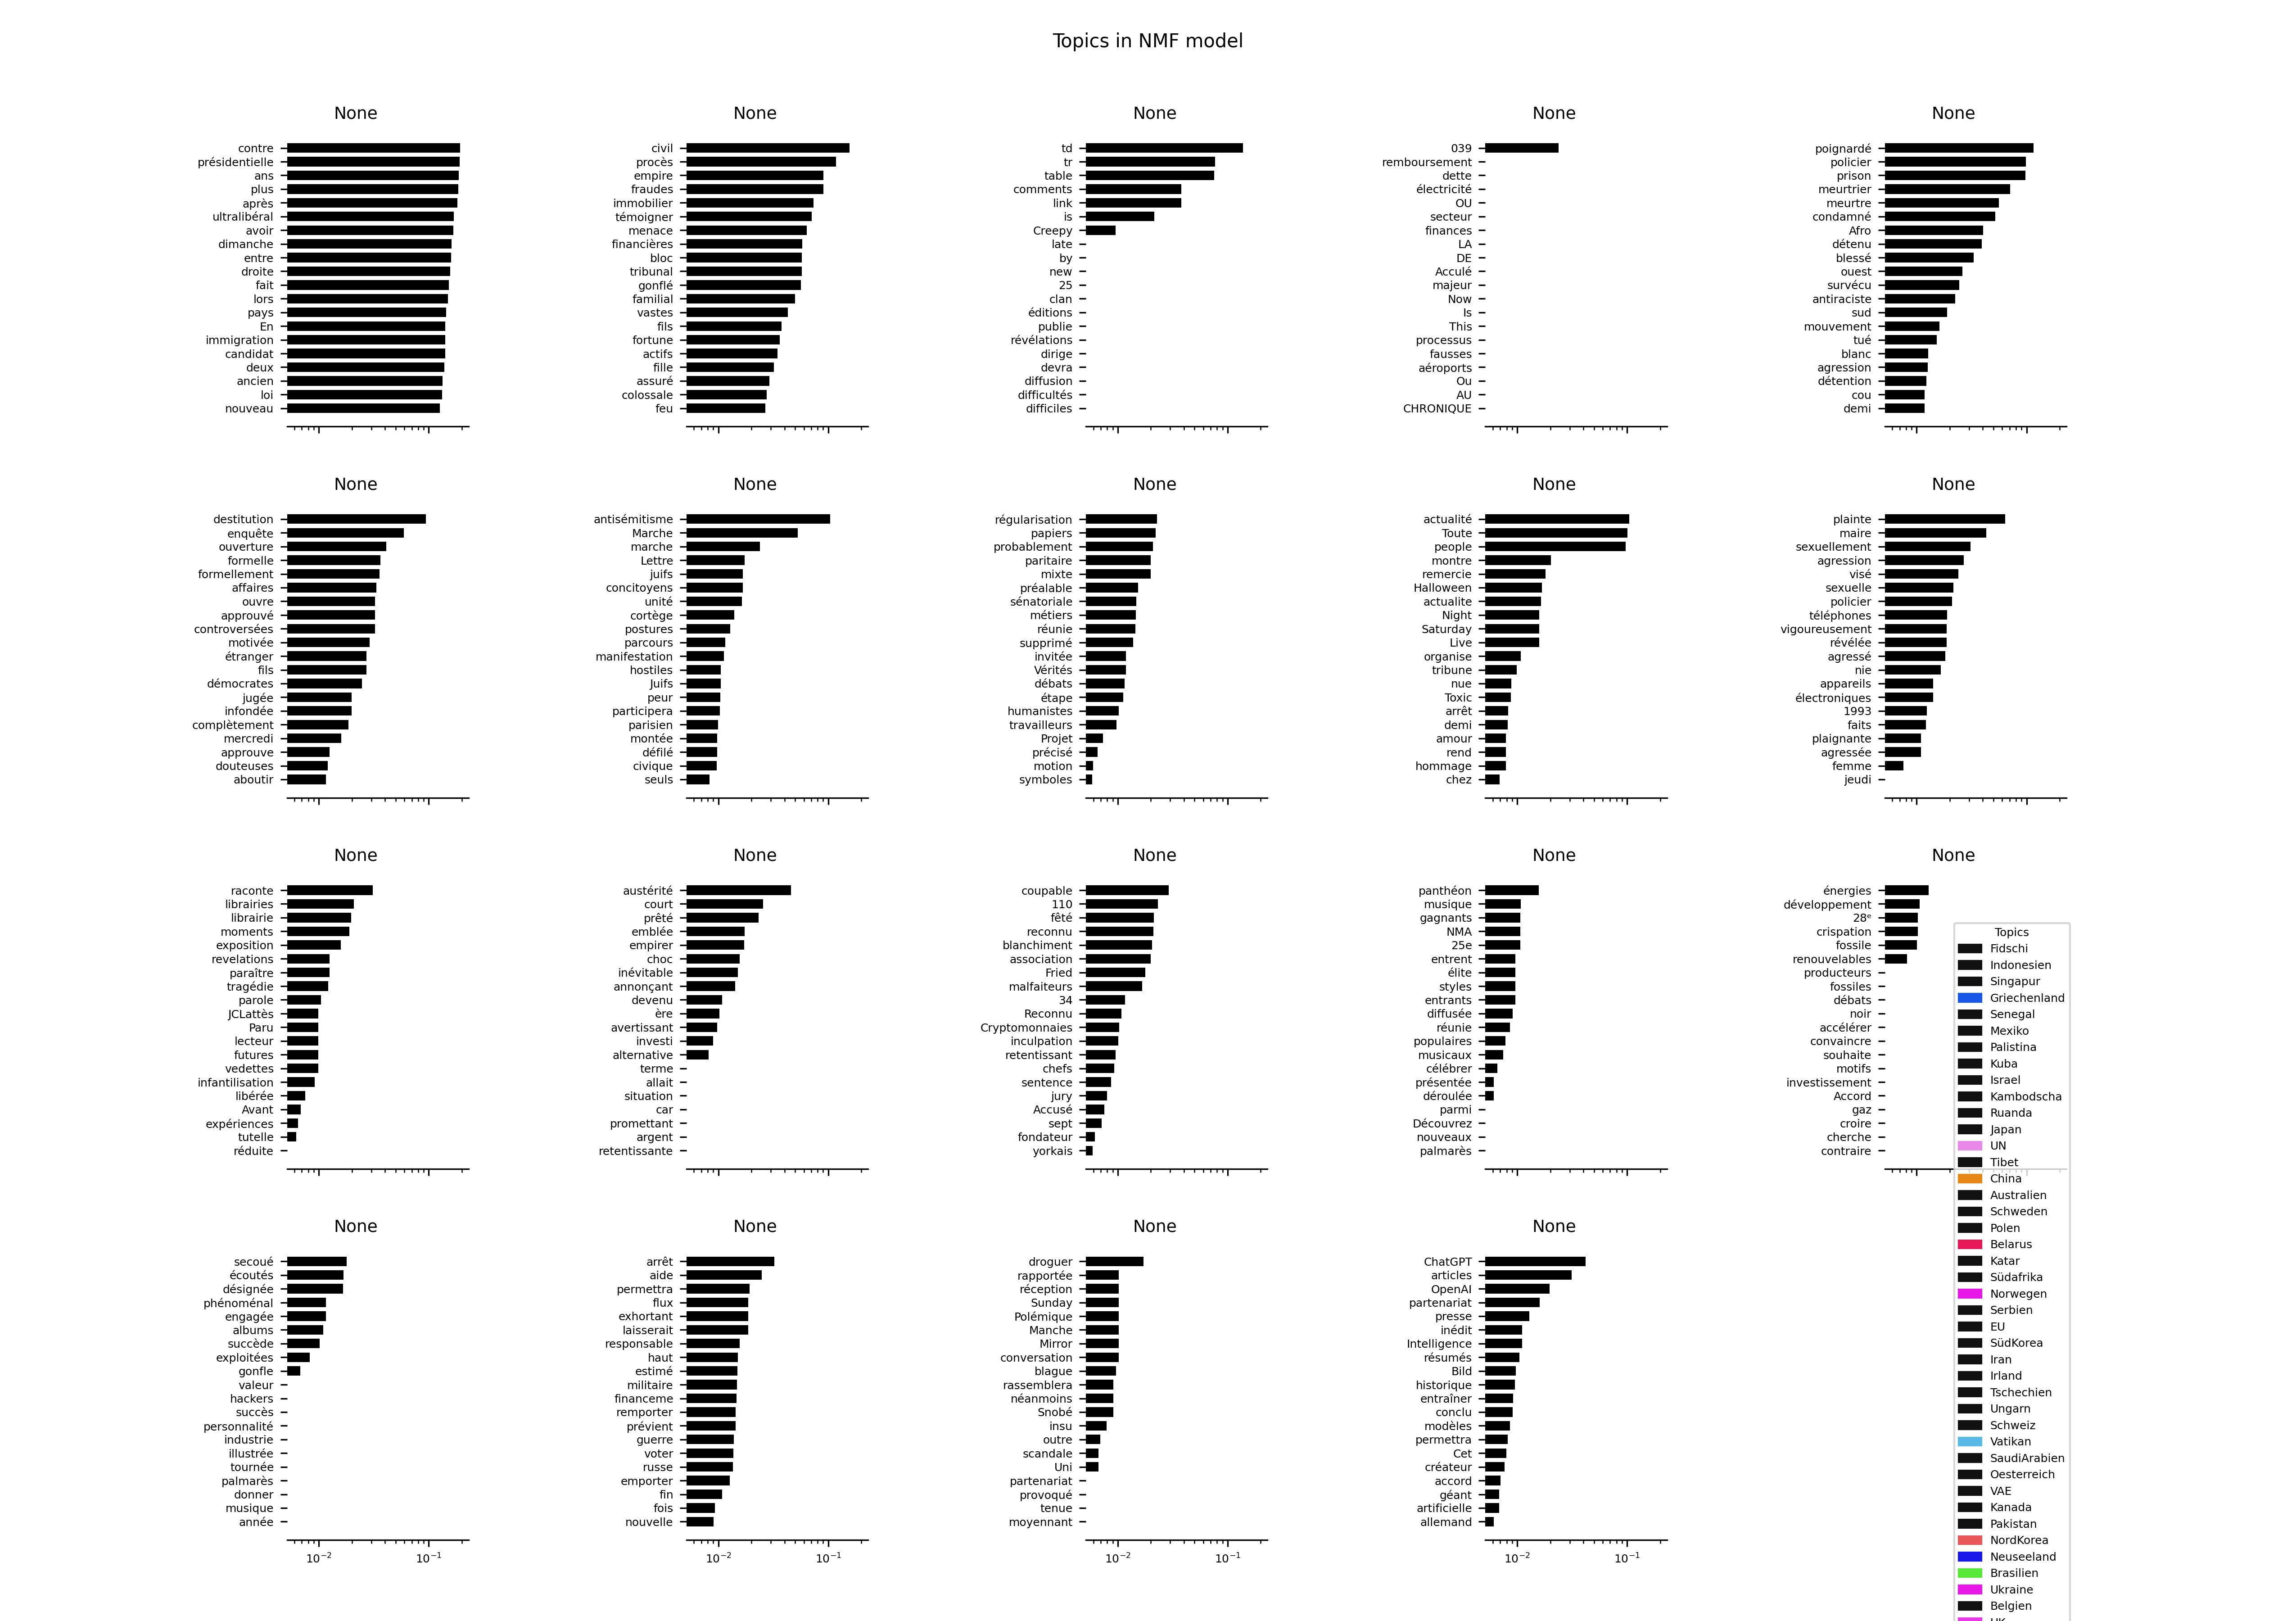 Topics in NMF model
None
contre
présidentielle
ans
plus
après
ultralibéral
avoir
dimanche
entre
droite
fait
lors
pays
En
immigration
candidat
deux
ancien
loi
nouveau
None
civil
procès
empire
fraudes
immobilier
témoigner
menace
financières
bloc
tribunal
gonflé
familial
vastes
fils
fortune
actifs
fille
assuré
colossale
feu
None
td
tr
table
comments
link
is
Creepy
late
by
new
25
clan
éditions
publie
révélations
dirige
devra
diffusion
difficultés
difficiles
None
039
remboursement
dette
électricité
OU
secteur
finances
LA
DE
Acculé
majeur
Now
Is
This
processus
fausses
aéroports
Ou
AU
CHRONIQUE
None
poignardé
policier
prison
meurtrier
meurtre
condamné
Afro
détenu
blessé
ouest
survécu
antiraciste
sud
mouvement
tué
blanc
agression
détention
cou
demi
None
destitution
enquête
ouverture
formelle
formellement
affaires
ouvre
approuvé
controversées
motivée
étranger
fils
démocrates
jugée
infondée
complètement
mercredi
approuve
douteuses
aboutir
None
antisémitisme
Marche
marche
Lettre
juifs
concitoyens
unité
cortège
postures
parcours
manifestation
hostiles
Juifs
peur
participera
parisien
montée
défilé
civique
seuls
None
régularisation
papiers
probablement
paritaire
mixte
préalable
sénatoriale
métiers
réunie
supprimé
invitée
Vérités
débats
étape
humanistes
travailleurs
Projet
précisé
motion
symboles
None
actualité
Toute
people
montre
remercie
Halloween
actualite
Night
Saturday
Live
organise
tribune
nue
Toxic
arrêt
demi
amour
rend
hommage
chez
None
plainte
maire
sexuellement
agression
visé
sexuelle
policier
téléphones
vigoureusement
révélée
agressé
nie
appareils
électroniques
1993
faits
plaignante
agressée
femme
jeudi
None
raconte
librairies
librairie
moments
exposition
revelations
paraître
tragédie
parole
JCLattès
Paru
lecteur
futures
vedettes
infantilisation
libérée
Avant
expériences
tutelle
réduite
None
austérité
court
prêté
emblée
empirer
choc
inévitable
annonçant
devenu
ère
avertissant
investi
alternative
terme
allait
situation
car
promettant
argent
retentissante
None
coupable
110
fêté
reconnu
blanchiment
association
Fried
malfaiteurs
34
Reconnu
Cryptomonnaies
inculpation
retentissant
chefs
sentence
jury
Accusé
sept
fondateur
yorkais
None
panthéon
musique
gagnants
NMA
25e
entrent
élite
styles
entrants
diffusée
réunie
populaires
musicaux
célébrer
présentée
déroulée
parmi
Découvrez
nouveaux
palmarès
None
énergies
développement
28ᵉ
crispation
fossile
renouvelables
producteurs
fossiles
débats
noir
accélérer
convaincre
souhaite
motifs
investissement
Accord
gaz
croire
cherche
contraire
None
secoué
écoutés
désignée
phénoménal
engagée
albums
succède
exploitées
gonfle
valeur
hackers
succès
personnalité
industrie
illustrée
tournée
palmarès
donner
musique
année
10⁻² 10⁻¹
None
arrêt
aide
permettra
flux
exhortant
laisserait
responsable
haut
estimé
militaire
financeme
remporter
prévient
guerre
voter
russe
emporter
fin
fois
nouvelle
10⁻² 10⁻¹
None
droguer
rapportée
réception
Sunday
Polémique
Manche
Mirror
conversation
blague
rassemblera
néanmoins
Snobé
insu
outre
scandale
Uni
partenariat
provoqué
tenue
moyennant
10⁻² 10⁻¹
None
ChatGPT
articles
OpenAI
partenariat
presse
inédit
Intelligence
résumés
Bild
historique
entraîner
conclu
modèles
permettra
Cet
créateur
accord
géant
artificielle
allemand
10⁻² 10⁻¹
Topics
Fidschi
Indonesien
Singapur
Griechenland
Senegal
Mexiko
Palistina
Kuba
Israel
Kambodscha
Ruanda
Japan
UN
Tibet
China
Australien
Schweden
Polen
Belarus
Katar
Südafrika
Norwegen
Serbien
EU
SüdKorea
Iran
Irland
Tschechien
Ungarn
Schweiz
Vatikan
SaudiArabien
Oesterreich
VAE
Kanada
Pakistan
NordKorea
Neuseeland
Brasilien
Ukraine
Belgien